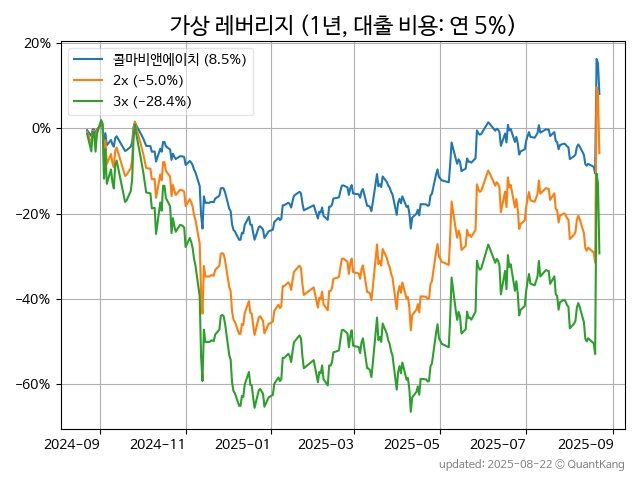 가상 레버리지 (1년, 대출 비용: 연 5%)
콜마비앤에이치 (8.5%)
2x (−5.0%)
3x (−28.4%)
20%
0%
−20%
−40%
−60%
2024-09 2024-11 2025-01 2025-03 2025-05 2025-07 2025-09
updated: 2025-08-22 © QuantKang